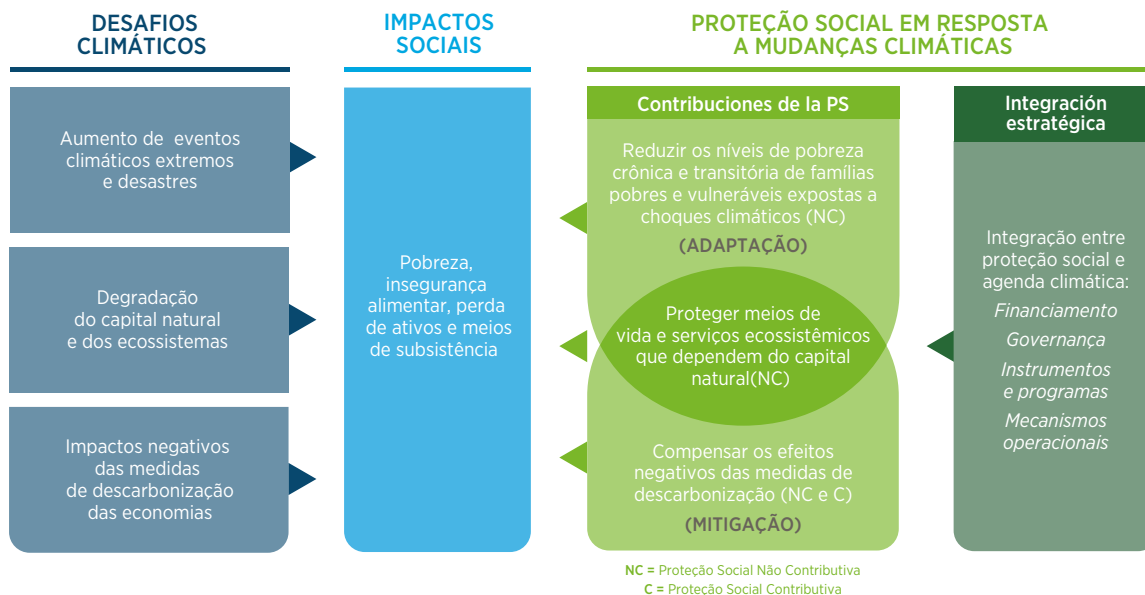 DESAFIOS
CLIMÁTICOS
Aumento de eventos
climáticos extremos
e desastres
Degradação
do capital natural
e dos ecossistemas
Impactos negativos
das medidas
de descarbonização
das economias
IMPACTOS
SOCIAIS
Pobreza,
insegurança
alimentar, perda
de ativos e meios
de subsistência
PROTEÇÃO SOCIAL EM RESPOSTA
A MUDANÇAS CLIMÁTICAS
Contribuciones de la PS
Reduzir os níveis de pobreza
crônica e transitória de famílias
pobres e vulneráveis expostas a
choques climáticos (NC)
(ADAPTAÇÃO)
Proteger meios de
vida e serviços ecossistêmicos
que dependem do capital
natural(NC)
Compensar os efeitos
negativos das medidas de
descarbonização (NC e C)
(MITIGAÇÃO)
NC = Proteção Social Não Contributiva
C = Proteção Social Contributiva
Integración
estratégica
Integração entre
proteção social e
agenda climática:
Financiamento
Governança
Instrumentos
e programas
Mecanismos
operacionais